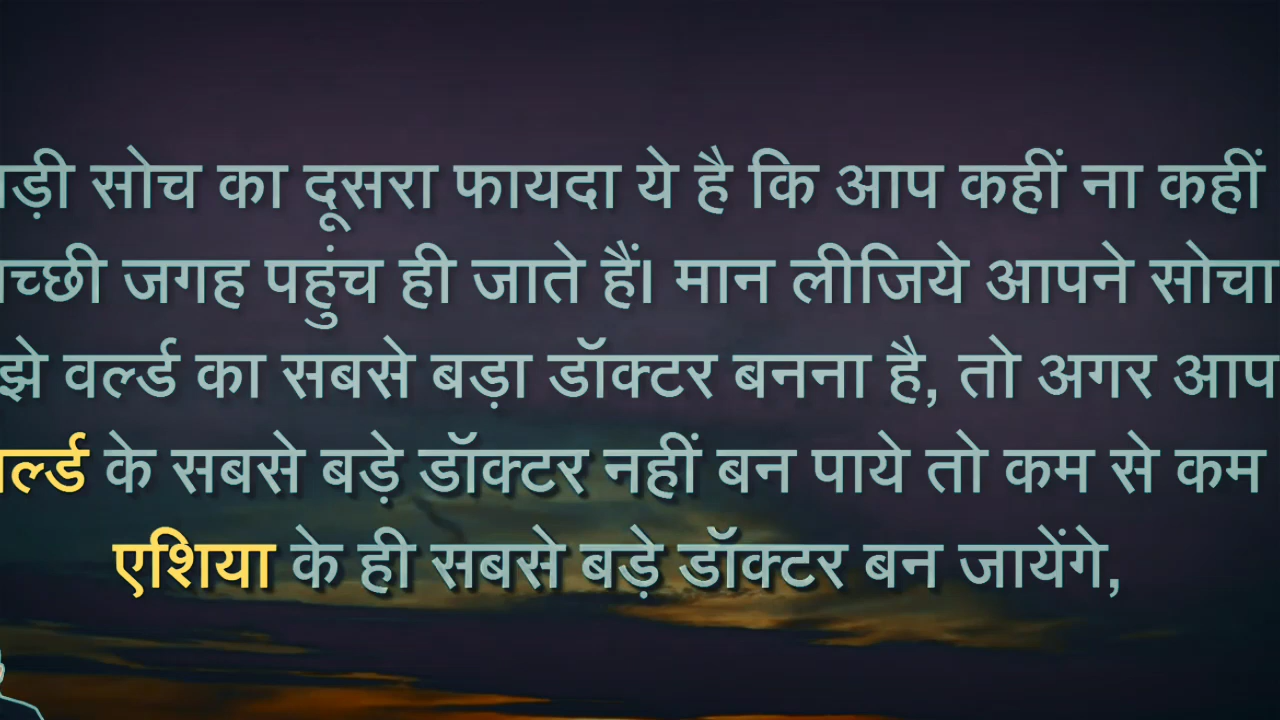 ड़ी सोच का दूसरा फायदा ये है कि आप कहीं ना कहीं
च्छी जगह पहुंच ही जाते हैं। मान लीजिये आपने सोचा
झे वर्ल्ड का सबसे बड़ा डॉक्टर बनना है, तो अगर आप
र्ल्ड के सबसे बड़े डॉक्टर नहीं बन पाये तो कम से कम
एशिया के ही सबसे बड़े डॉक्टर बन जायेंगे,